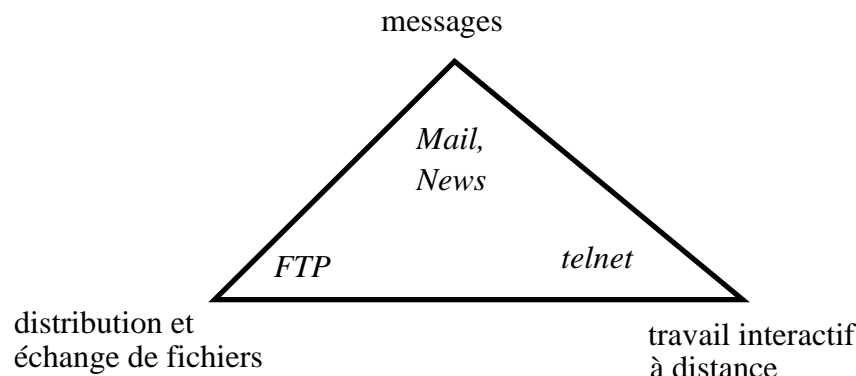 messages
Mail,
News
FTP
telnet
distribution et
échange de fichiers
travail interactif
à distance